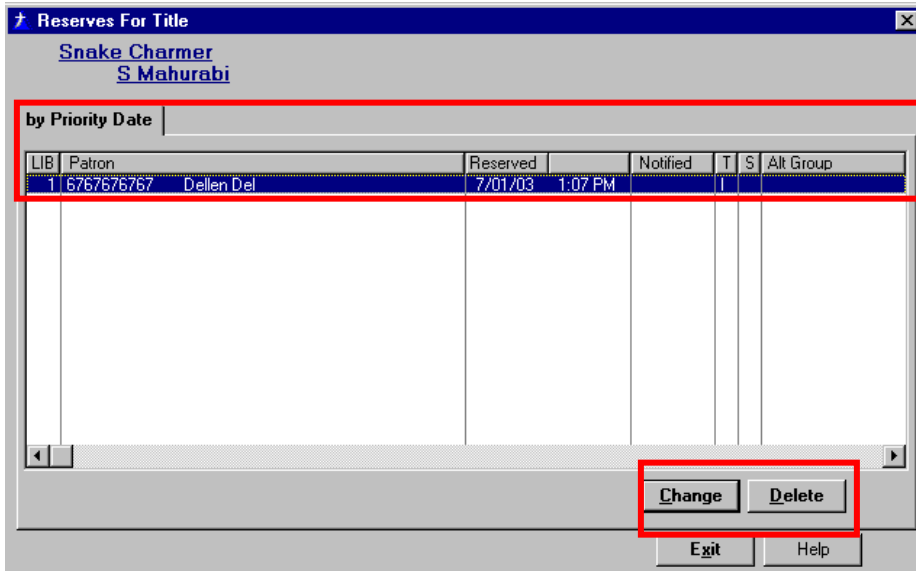 Reserves For Title
Snake Charmer
S Mahurabi
by Priority Date
LIB Patron Reserved Notified T S Alt Group
1 6767676767 Dellen Del 7/01/03 1:07 PM I
Change Delete
Exit Help